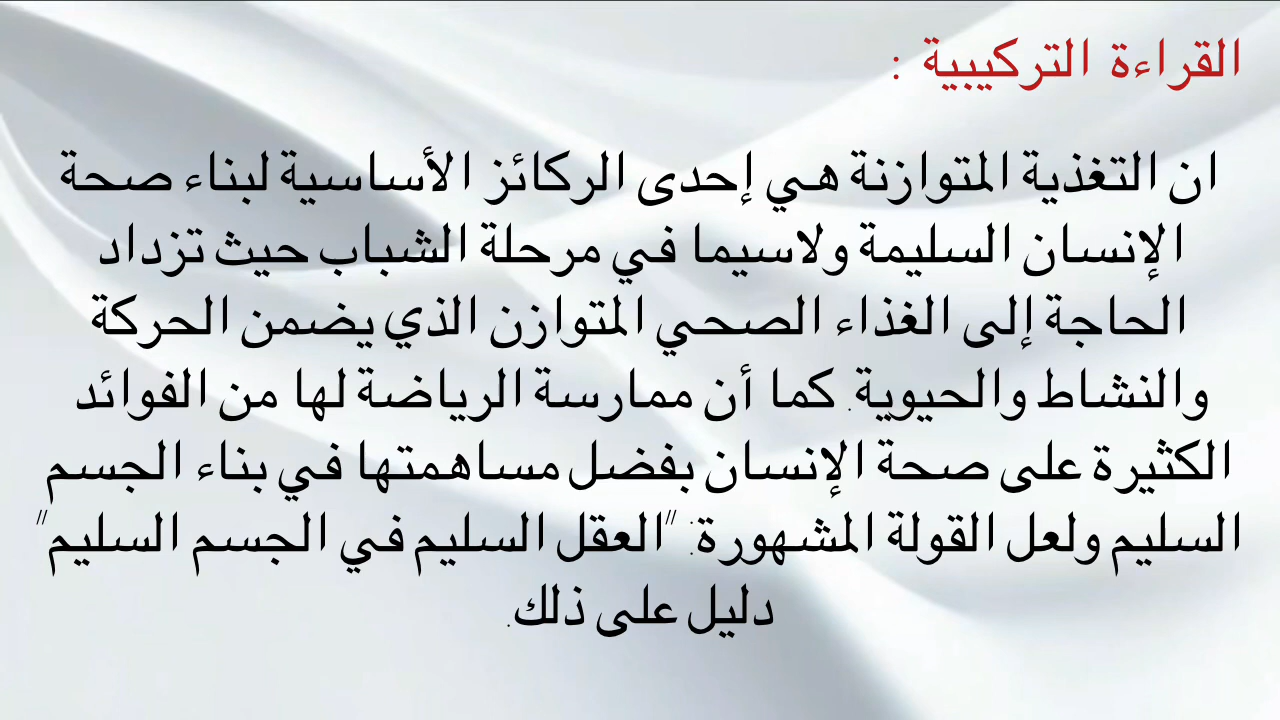 القراءة التركيبية :
ان التغذية المتوازنة هي إحدى الركائز الأساسية لبناء صحة
الإنسان السليمة ولاسيما في مرحلة الشباب حيث تزداد
الحاجة إلى الغذاء الصحي المتوازن الذي يضمن الحركة
والنشاط والحيوية. كما أن ممارسة الرياضة لها من الفوائد
الكثيرة على صحة الإنسان بفضل مساهمتها في بناء الجسم
السليم ولعل القولة المشهورة: "العقل السليم في الجسم السليم"
دليل على ذلك.